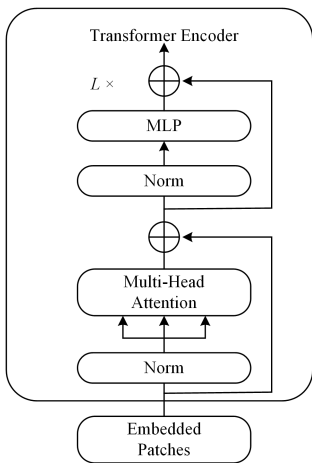 Transformer Encoder
L ×
MLP
Norm
Multi-Head
Attention
Norm
Embedded
Patches